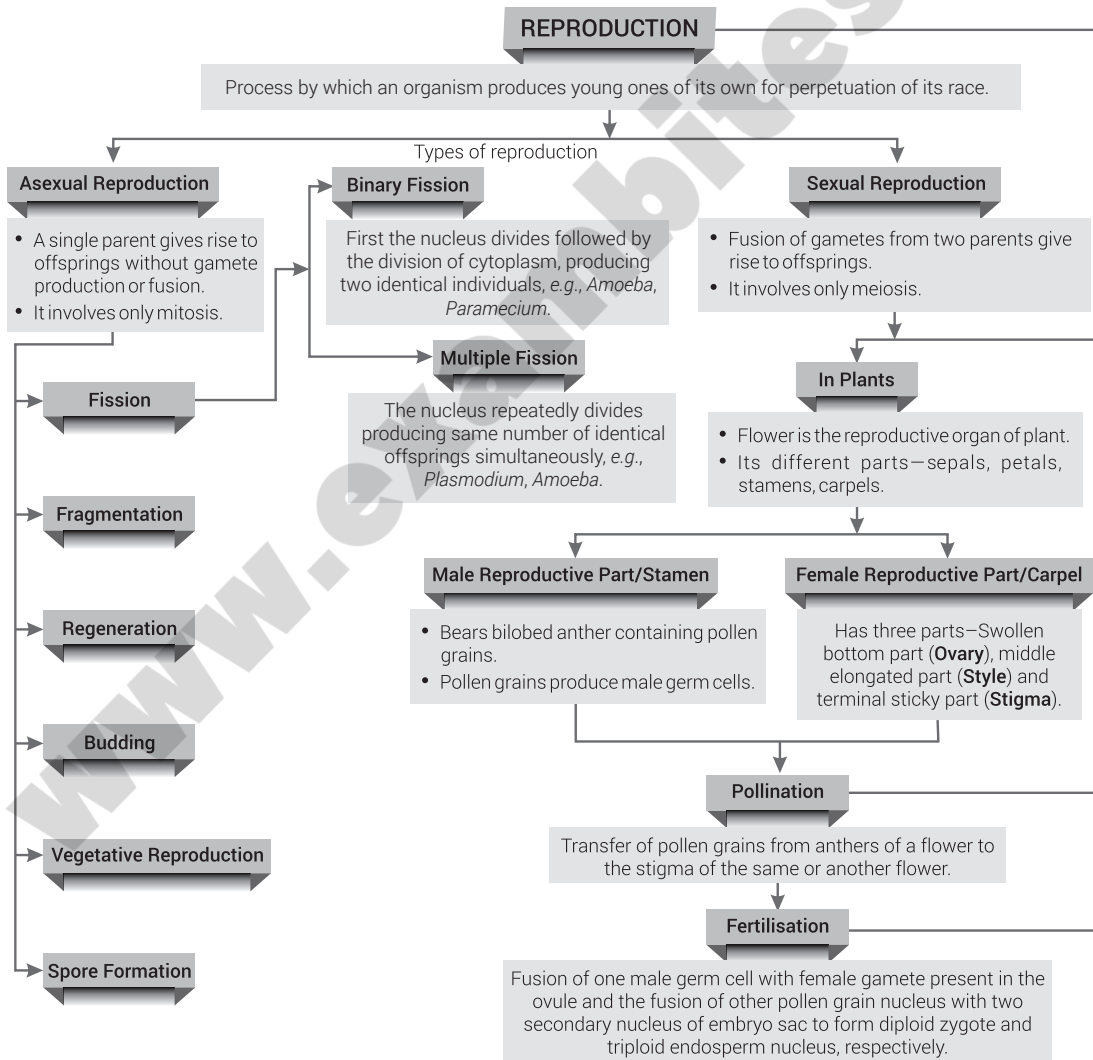 REPRODUCTION
Process by which an organism produces young ones of its own for perpetuation of its race.
Types of reproduction
Asexual Reproduction
• A single parent gives rise to
offsprings without gamete
production or fusion.
• It involves only mitosis.
Fission
Fragmentation
Regeneration
Budding
Vegetative Reproduction
Spore Formation
Binary Fission
First the nucleus divides followed by
the division of cytoplasm, producing
two identical individuals, e.g., Amoeba,
Paramecium.
Multiple Fission
The nucleus repeatedly divides
producing same number of identical
offsprings simultaneously, e.g.,
Plasmodium, Amoeba.
Sexual Reproduction
• Fusion of gametes from two parents give
rise to offsprings.
• It involves only meiosis.
In Plants
• Flower is the reproductive organ of plant.
• Its different parts—sepals, petals,
stamens, carpels.
Male Reproductive Part/Stamen
• Bears bilobed anther containing pollen
grains.
• Pollen grains produce male germ cells.
Female Reproductive Part/Carpel
Has three parts–Swollen
bottom part (Ovary), middle
elongated part (Style) and
terminal sticky part (Stigma).
Pollination
Transfer of pollen grains from anthers of a flower to
the stigma of the same or another flower.
Fertilisation
Fusion of one male germ cell with female gamete present in the
ovule and the fusion of other pollen grain nucleus with two
secondary nucleus of embryo sac to form diploid zygote and
triploid endosperm nucleus, respectively.
www.exambites